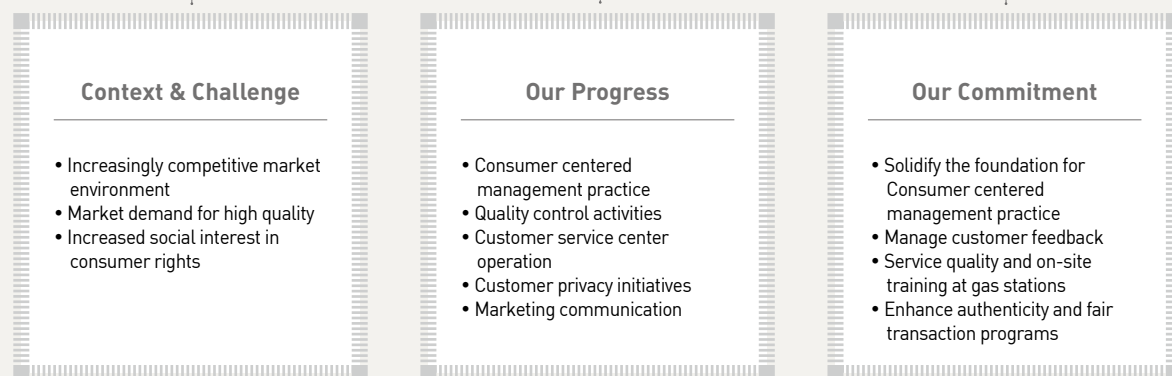 Context & Challenge
• Increasingly competitive market
environment
• Market demand for high quality
• Increased social interest in
consumer rights
Our Progress
• Consumer centered
management practice
• Quality control activities
• Customer service center
operation
• Customer privacy initiatives
• Marketing communication
Our Commitment
• Solidify the foundation for
Consumer centered
management practice
• Manage customer feedback
• Service quality and on-site
training at gas stations
• Enhance authenticity and fair
transaction programs